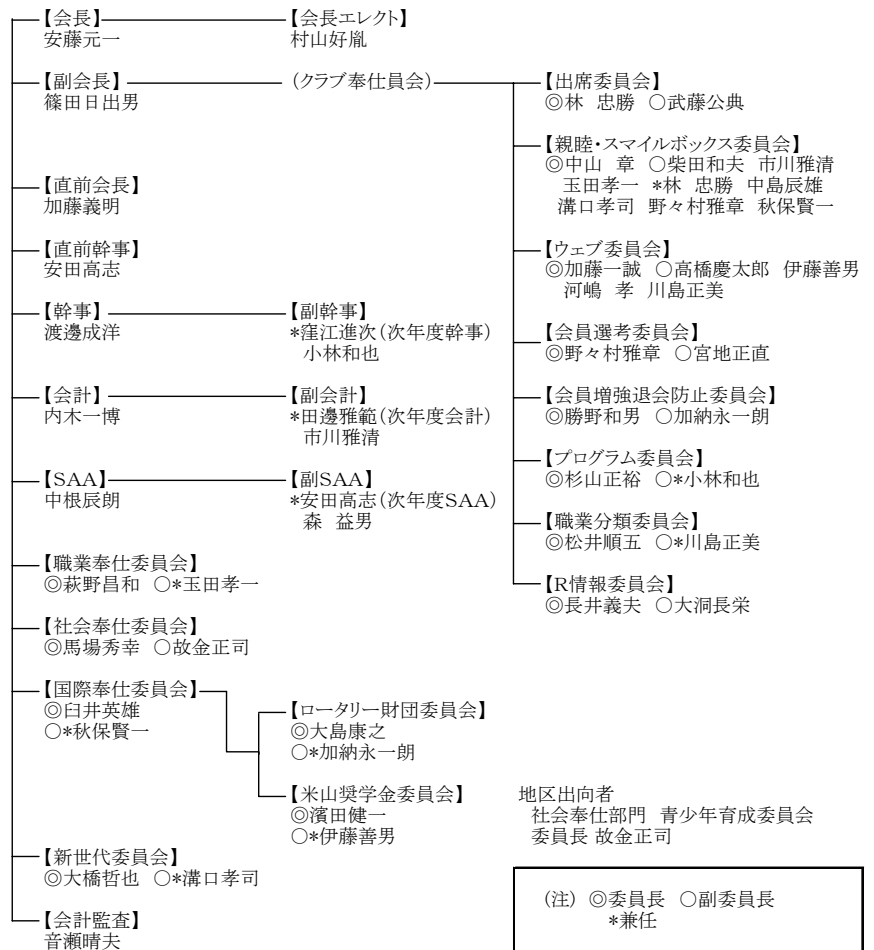 【会長】
安藤元一
【会長エレクト】
村山好胤
【副会長】
篠田日出男
（クラブ奉仕員会）
【直前会長】
加藤義明
【直前幹事】
安田高志
【幹事】
渡邊成洋
【副幹事】
*窪江進次（次年度幹事）
小林和也
【会計】
内木一博
【副会計】
*田邊雅範（次年度会計）
市川雅清
【SAA】
中根辰朗
【副SAA】
*安田高志（次年度SAA）
森 益男
【職業奉仕委員会】
◎萩野昌和 ○*玉田孝一
【社会奉仕委員会】
◎馬場秀幸 ○故金正司
【国際奉仕委員会】
◎臼井英雄
○*秋保賢一
【ロータリー財団委員会】
◎大島康之
○*加納永一朗
【米山奨学金委員会】
◎濱田健一
○*伊藤善男
【新世代委員会】
◎大橋哲也 ○*溝口孝司
【会計監査】
音瀬晴夫
【出席委員会】
◎林 忠勝 ○武藤公典
【親睦・スマイルボックス委員会】
◎中山 章 ○柴田和夫 市川雅清
玉田孝一 *林 忠勝 中島辰雄
溝口孝司 野々村雅章 秋保賢一
【ウェブ委員会】
◎加藤一誠 ○高橋慶太郎 伊藤善男
河嶋 孝 川島正美
【会員選考委員会】
◎野々村雅章 ○宮地正直
【会員増強退会防止委員会】
◎勝野和男 ○加納永一朗
【プログラム委員会】
◎杉山正裕 ○*小林和也
【職業分類委員会】
◎松井順五 ○*川島正美
【R情報委員会】
◎長井義夫 ○大洞長栄
地区出向者
社会奉仕部門 青少年育成委員会
委員長 故金正司
（注） ◎委員長 ○副委員長
*兼任